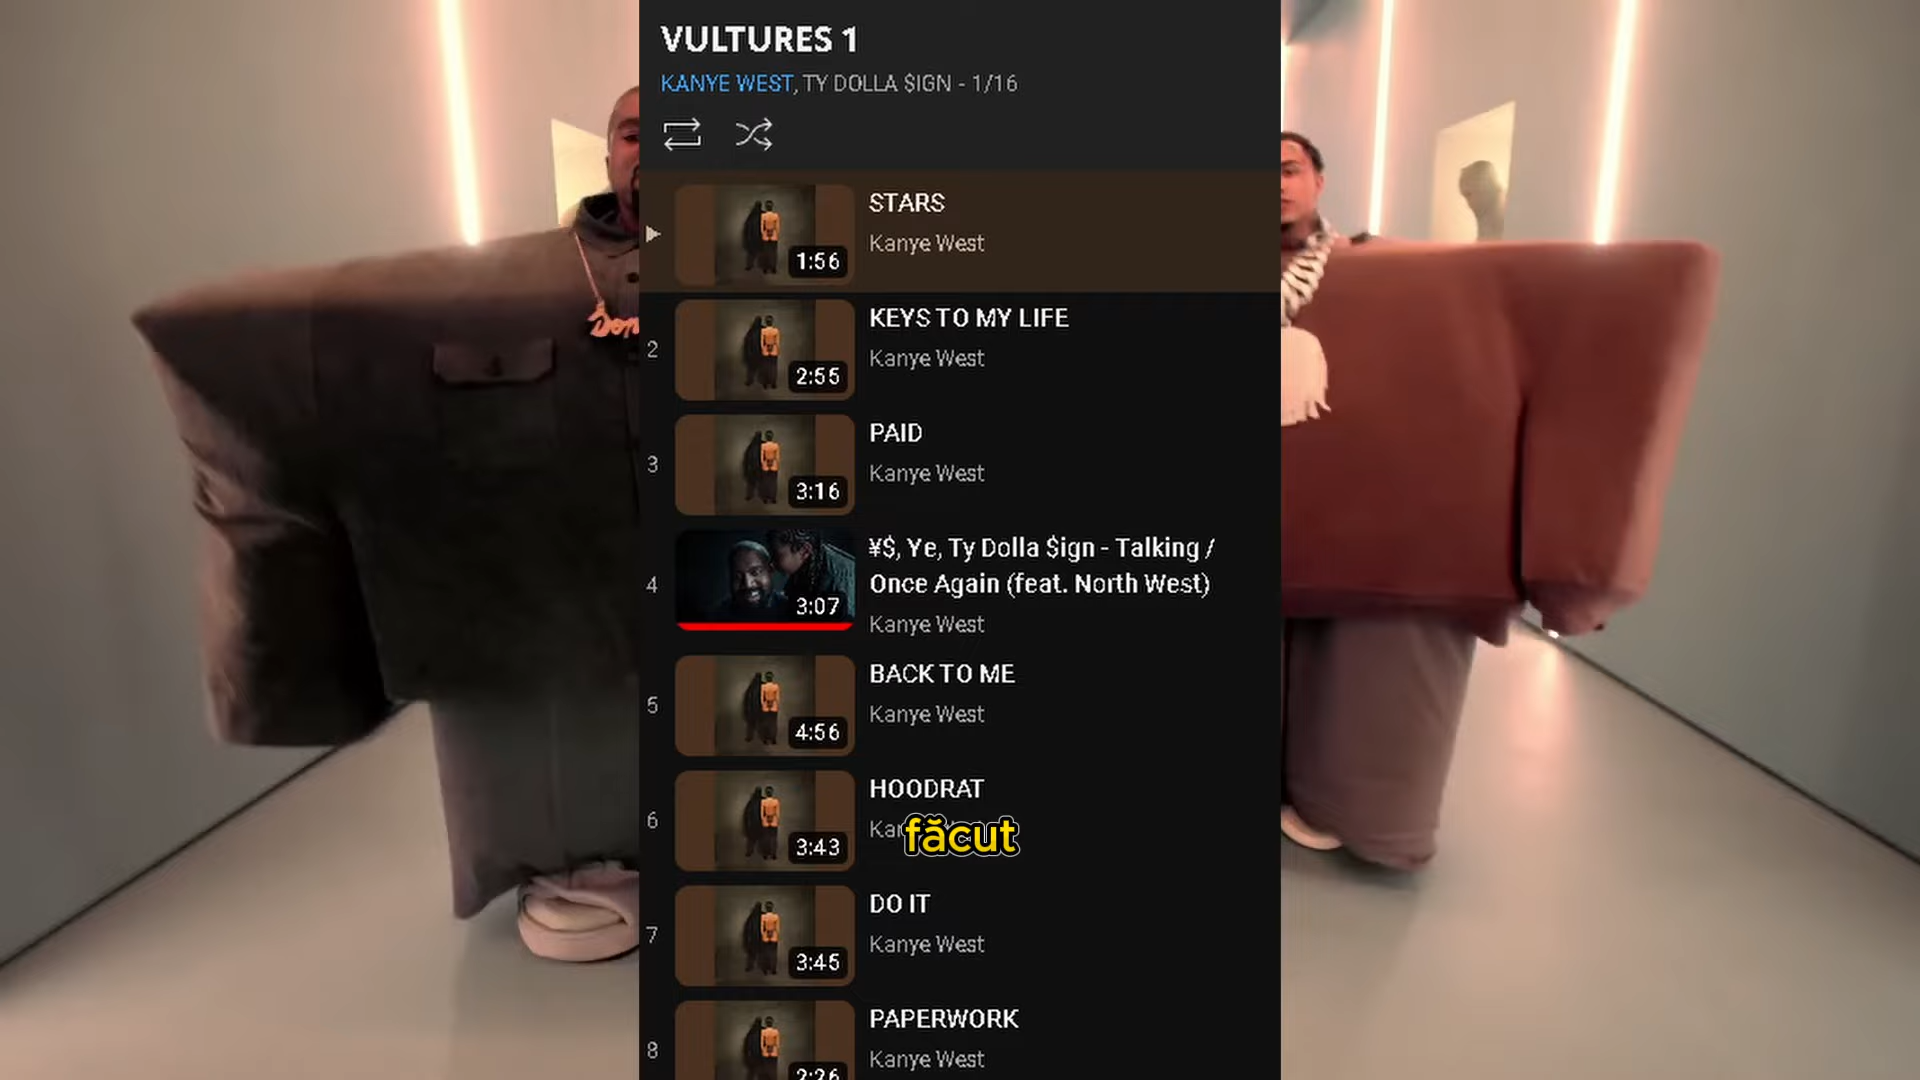 VULTURES 1
KANYE WEST, TY DOLLA $IGN - 1/16
STARS
Kanye West
1:56
2
KEYS TO MY LIFE
Kanye West
2:55
3
PAID
Kanye West
3:16
4
¥$, Ye, Ty Dolla $ign - Talking /
Once Again (feat. North West)
Kanye West
3:07
5
BACK TO ME
Kanye West
4:56
6
HOODRAT
făcut
3:43
7
DO IT
Kanye West
3:45
8
PAPERWORK
Kanye West
2:26